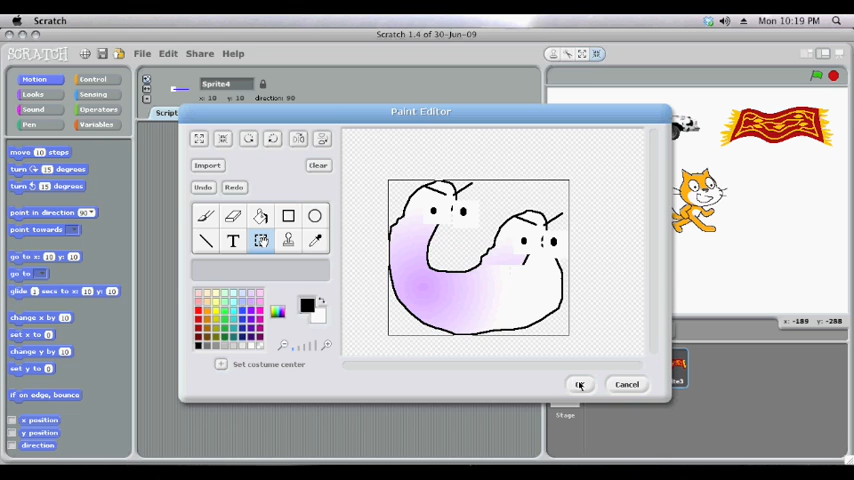 Scratch
Mon 10:19 PM
Scratch 1.4 of 30-Jun-09
SCRATCH
File Edit Share Help
Motion
Control
Looks
Sensing
Sound
Operators
Pen
Variables
Sprite4
x: 10 y: 10 direction: 90
Script
move 10 steps
turn 15 degrees
turn 15 degrees
point in direction 90
point towards
go to x: 10 y: 10
go to
glide 1 secs to x: 10 y: 10
change x by 10
set x to 0
change y by 10
set y to 0
if on edge, bounce
x position
y position
direction
Paint Editor
Import
Clear
Undo
Redo
T
Set costume center
Cancel
x: -189 y: -288
Stage